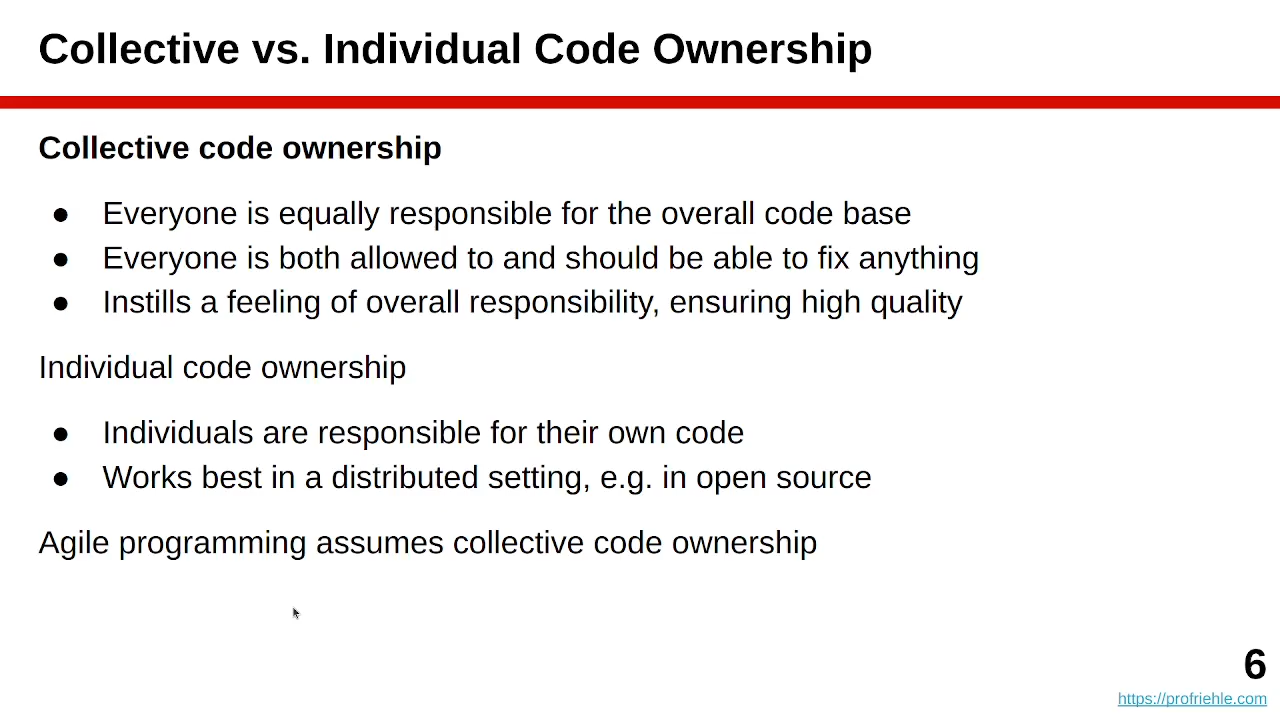 Collective vs. Individual Code Ownership
Collective code ownership
● Everyone is equally responsible for the overall code base
● Everyone is both allowed to and should be able to fix anything
● Instills a feeling of overall responsibility, ensuring high quality
Individual code ownership
● Individuals are responsible for their own code
● Works best in a distributed setting, e.g. in open source
Agile programming assumes collective code ownership
6
https://profriehle.com